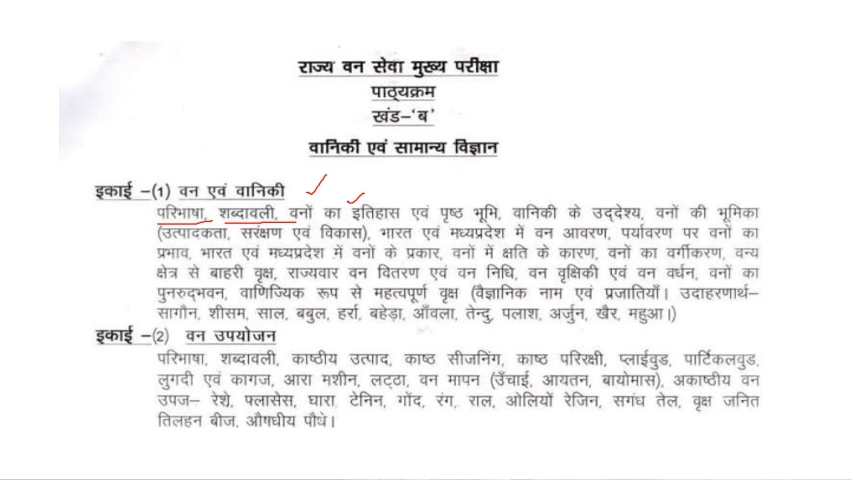 राज्य वन सेवा मुख्य परीक्षा
पाठ्यक्रम
खंड–‘ब’
वानिकी एवं सामान्य विज्ञान
इकाई –(1) वन एवं वानिकी
परिभाषा, शब्दावली, वनों का इतिहास एवं पृष्ठ भूमि, वानिकी के उद्देश्य, वनों की भूमिका
(उत्पादकता, सरंक्षण एवं विकास), भारत एवं मध्यप्रदेश में वन आवरण, पर्यावरण पर वनों का
प्रभाव, भारत एवं मध्यप्रदेश में वनों के प्रकार, वनों में क्षति के कारण, वनों का वर्गीकरण, वन्य
क्षेत्र से बाहरी वृक्ष, राज्यवार वन वितरण एवं वन निधि, वन वृक्षिकी एवं वन वर्धन, वनों का
पुनरुद्भवन, वाणिज्यिक रूप से महत्वपूर्ण वृक्ष (वैज्ञानिक नाम एवं प्रजातियाँ। उदाहरणार्थ–
सागौन, शीसम, साल, बबुल, हर्रा, बहेड़ा, आँवला, तेन्दु, पलाश, अर्जुन, खैर, महुआ।)
इकाई –(2) वन उपयोजन
परिभाषा, शब्दावली, काष्ठीय उत्पाद, काष्ठ सीजनिंग, काष्ठ परिरक्षी, प्लाईवुड, पार्टिकलवुड,
लुगदी एवं कागज, आरा मशीन, लट्ठा, वन मापन (उँचाई, आयतन, बायोमास), अकाष्ठीय वन
उपज– रेशे, फ्लासेस, घारा, टेनिन, गोंद, रंग, राल, ओलियों रेजिन, सगंध तेल, वृक्ष जनित
तिलहन बीज, औषधीय पौधे।